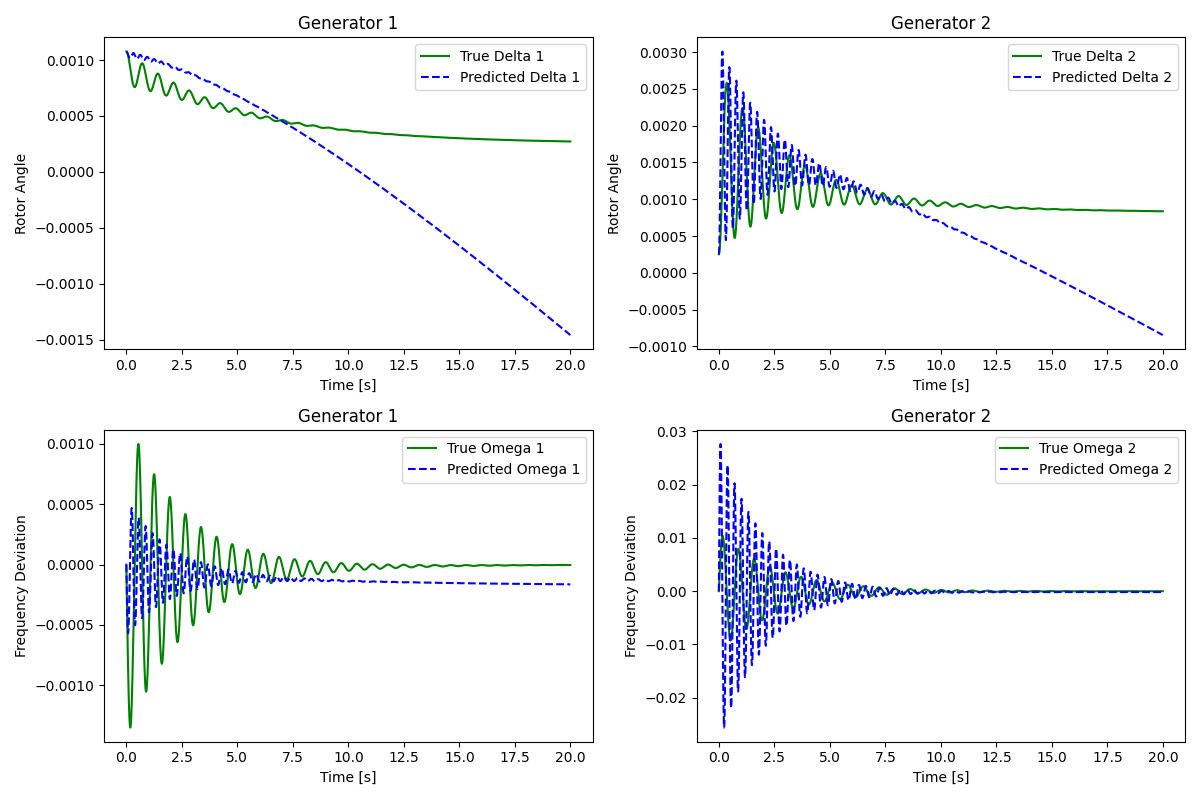 Generator 1
True Delta 1
Predicted Delta 1
Rotor Angle
0.0010
0.0005
0.0000
−0.0005
−0.0010
−0.0015
0.0 2.5 5.0 7.5 10.0 12.5 15.0 17.5 20.0
Time [s]
Generator 2
True Delta 2
Predicted Delta 2
Rotor Angle
0.0030
0.0025
0.0020
0.0015
0.0010
0.0005
0.0000
−0.0005
−0.0010
0.0 2.5 5.0 7.5 10.0 12.5 15.0 17.5 20.0
Time [s]
Generator 1
True Omega 1
Predicted Omega 1
Frequency Deviation
0.0010
0.0005
0.0000
−0.0005
−0.0010
0.0 2.5 5.0 7.5 10.0 12.5 15.0 17.5 20.0
Time [s]
Generator 2
True Omega 2
Predicted Omega 2
Frequency Deviation
0.03
0.02
0.01
0.00
−0.01
−0.02
0.0 2.5 5.0 7.5 10.0 12.5 15.0 17.5 20.0
Time [s]